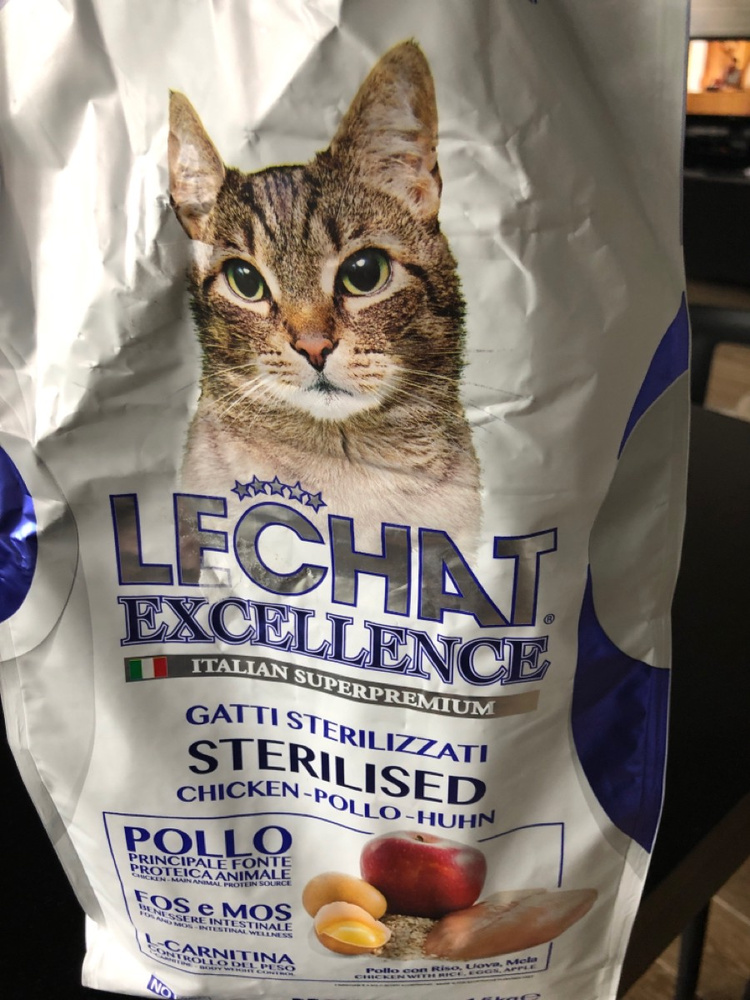 LECHAT®
EXCELLENCE
ITALIAN SUPERPREMIUM
GATTI STERILIZZATI
STERILISED
CHICKEN-POLLO-HUHN
POLLO
PRINCIPALE FONTE
PROTEICA ANIMALE
CHICKEN - MAIN ANIMAL PROTEIN SOURCE
FOS e MOS
BENESSERE INTESTINALE
FOS AND MOS - INTESTINAL WELLNESS
L-CARNITINA
CONTROLLO DEL PESO
BODY WEIGHT CONTROL
Pollo con Riso, Uova, Mela
CHICKEN WITH RICE, EGGS, APPLE
NO